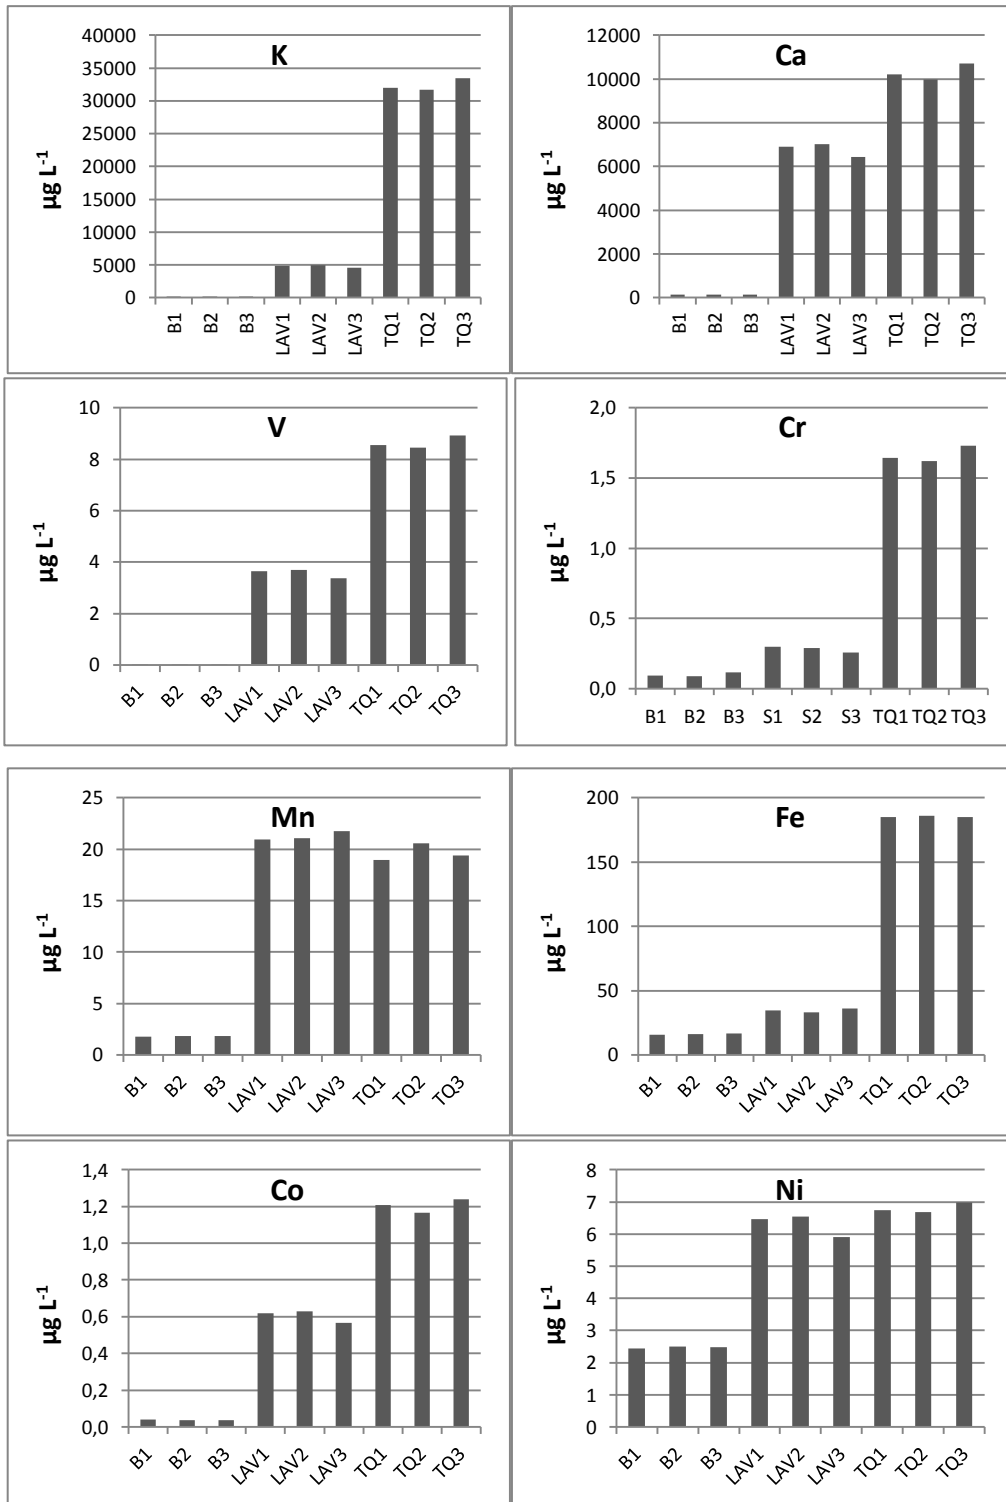 K
µg L-1
40000
35000
30000
25000
20000
15000
10000
5000
0
B1 B2 B3 LAV1 LAV2 LAV3 TQ1 TQ2 TQ3
Ca
µg L-1
12000
10000
8000
6000
4000
2000
0
B1 B2 B3 LAV1 LAV2 LAV3 TQ1 TQ2 TQ3
V
µg L-1
10
8
6
4
2
0
B1 B2 B3 LAV1 LAV2 LAV3 TQ1 TQ2 TQ3
Cr
µg L-1
2,0
1,5
1,0
0,5
0,0
B1 B2 B3 S1 S2 S3 TQ1 TQ2 TQ3
Mn
µg L-1
25
20
15
10
5
0
B1 B2 B3 LAV1 LAV2 LAV3 TQ1 TQ2 TQ3
Fe
µg L-1
200
150
100
50
0
B1 B2 B3 LAV1 LAV2 LAV3 TQ1 TQ2 TQ3
Co
µg L-1
1,4
1,2
1,0
0,8
0,6
0,4
0,2
0,0
B1 B2 B3 LAV1 LAV2 LAV3 TQ1 TQ2 TQ3
Ni
µg L-1
8
7
6
5
4
3
2
1
0
B1 B2 B3 LAV1 LAV2 LAV3 TQ1 TQ2 TQ3